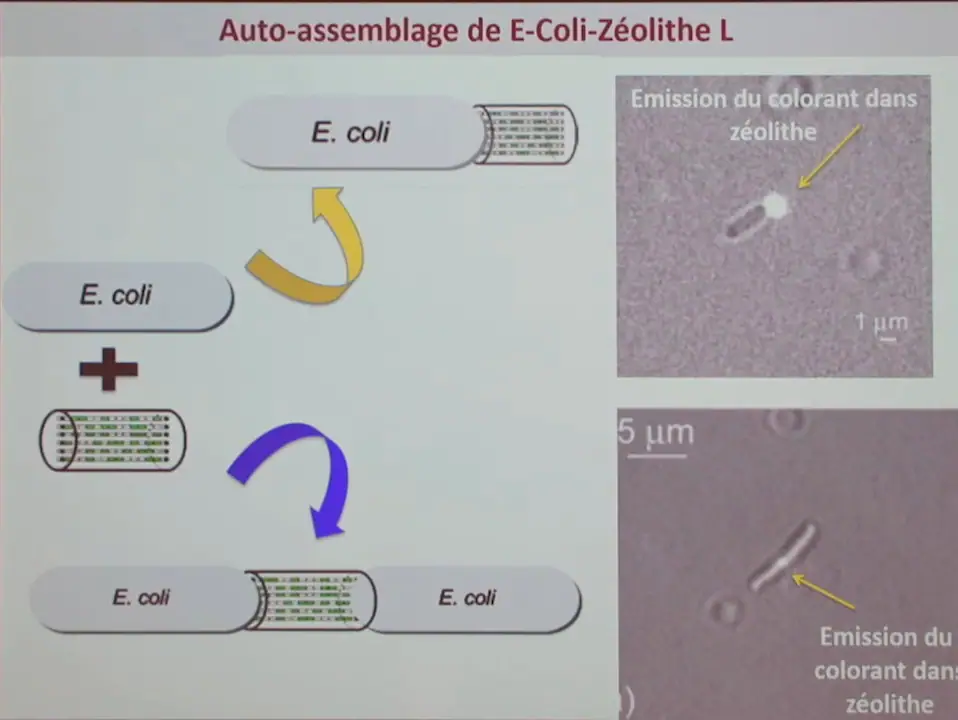 Auto-assemblage de E-Coli-Zéolithe L
E. coli
E. coli
E. coli
E. coli
Emission du colorant dans
zéolithe
1 µm
5 µm
Emission du
colorant dans
zéolithe